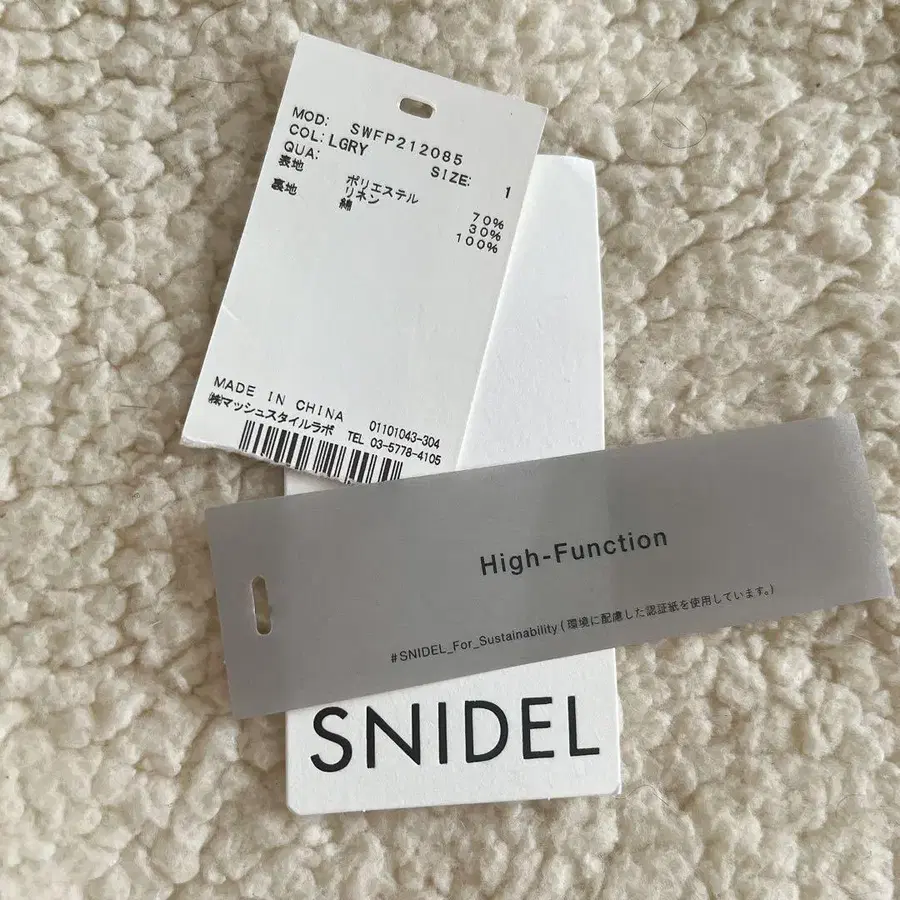 MOD: SWFP212085
COL: LGRY SIZE: 1
QUA:
表地 ポリエステル 70%
リネン 30%
裏地 綿 100%
MADE IN CHINA 01101043-304
㈱マッシュスタイルラボ TEL 03-5778-4105
High-Function
#SNIDEL_For_Sustainability (環境に配慮した認証紙を使用しています。)
SNIDEL